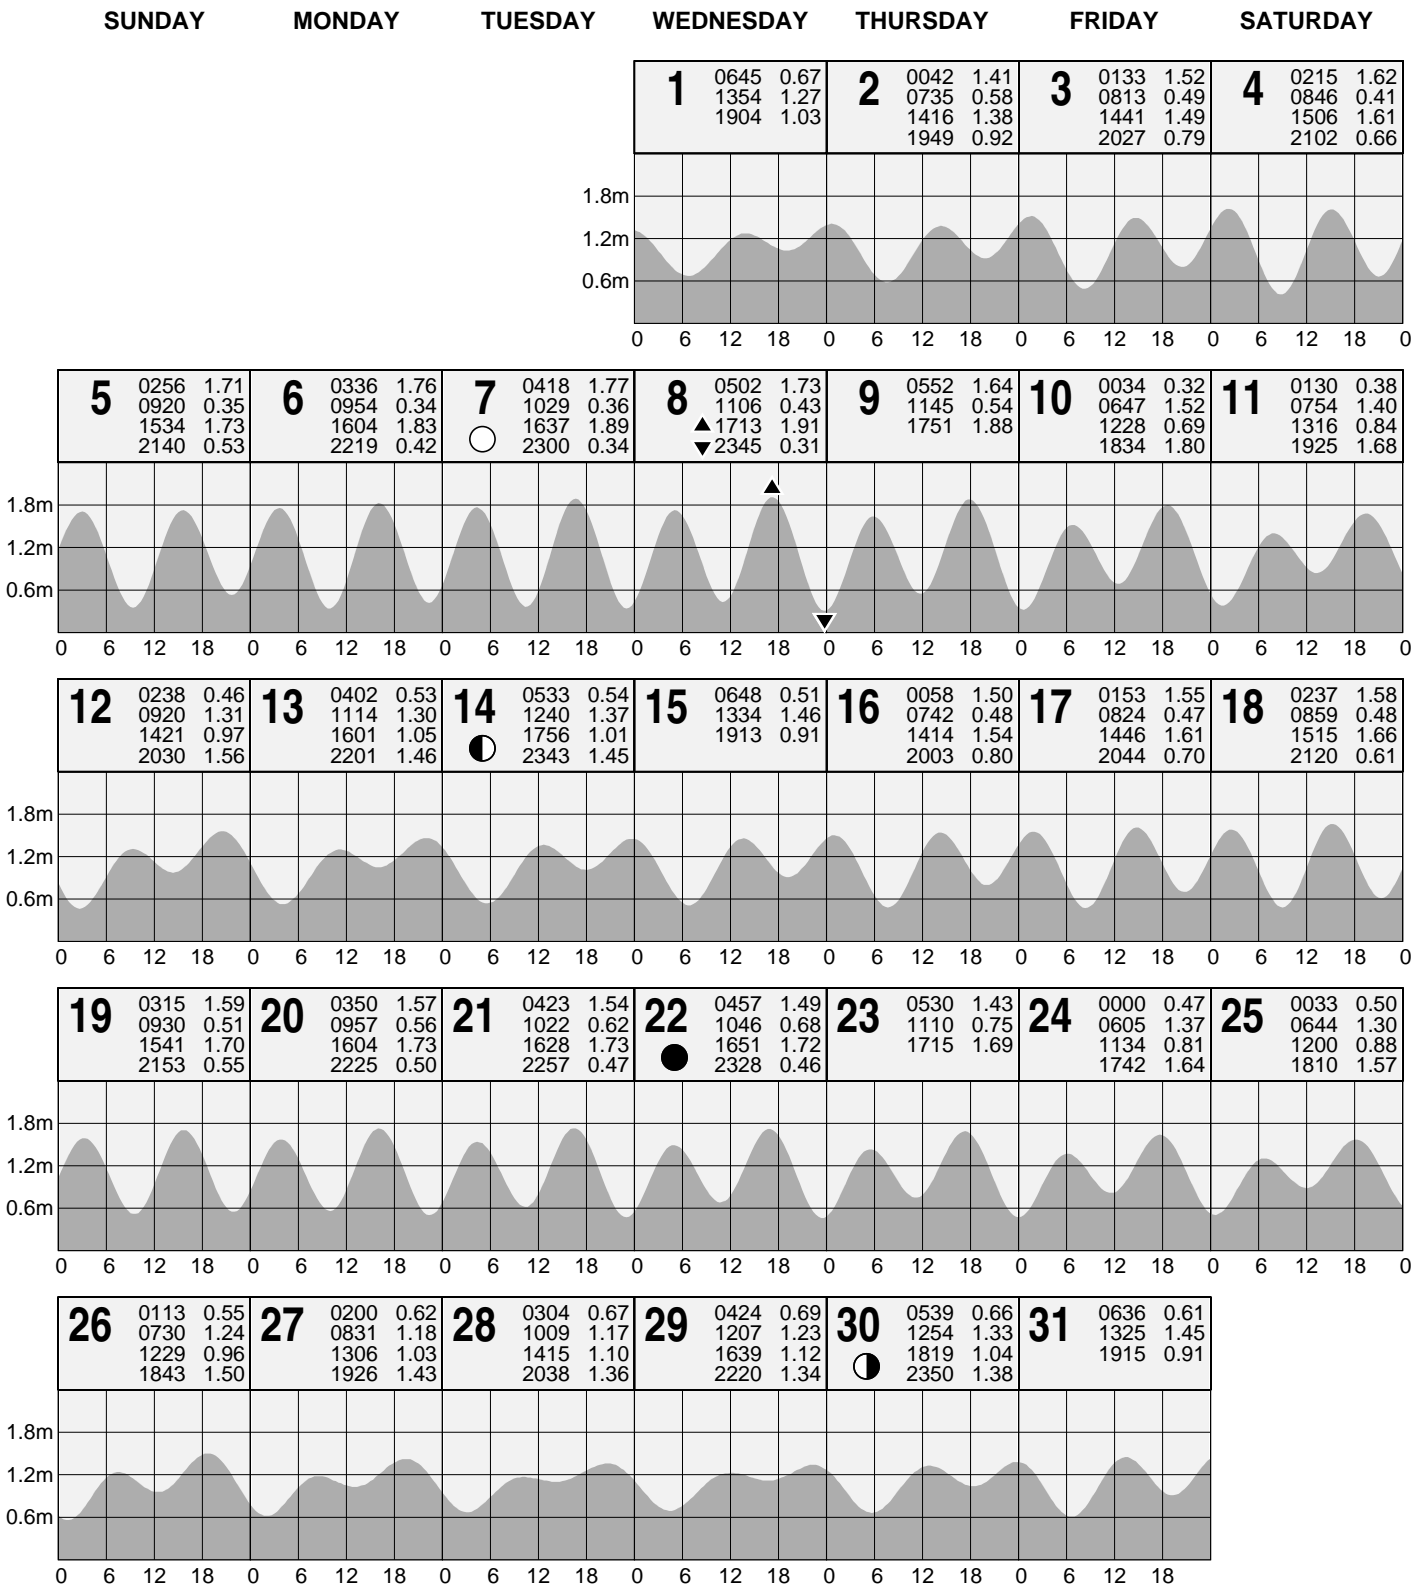 SUNDAY MONDAY TUESDAY WEDNESDAY THURSDAY FRIDAY SATURDAY
1 0645 0.67
1354 1.27
1904 1.03
2 0042 1.41
0735 0.58
1416 1.38
1949 0.92
3 0133 1.52
0813 0.49
1441 1.49
2027 0.79
4 0215 1.62
0846 0.41
1506 1.61
2102 0.66
1.8m
1.2m
0.6m
0 6 12 18 0 6 12 18 0 6 12 18 0 6 12 18 0
5 0256 1.71
0920 0.35
1534 1.73
2140 0.53
6 0336 1.76
0954 0.34
1604 1.83
2219 0.42
7 0418 1.77
1029 0.36
1637 1.89
2300 0.34
8 0502 1.73
1106 0.43
1713 1.91
2345 0.31
9 0552 1.64
1145 0.54
1751 1.88
10 0034 0.32
0647 1.52
1228 0.69
1834 1.80
11 0130 0.38
0754 1.40
1316 0.84
1925 1.68
1.8m
1.2m
0.6m
0 6 12 18 0 6 12 18 0 6 12 18 0 6 12 18 0 6 12 18 0 6 12 18 0 6 12 18 0
12 0238 0.46
0920 1.31
1421 0.97
2030 1.56
13 0402 0.53
1114 1.30
1601 1.05
2201 1.46
14 0533 0.54
1240 1.37
1756 1.01
2343 1.45
15 0648 0.51
1334 1.46
1913 0.91
16 0058 1.50
0742 0.48
1414 1.54
2003 0.80
17 0153 1.55
0824 0.47
1446 1.61
2044 0.70
18 0237 1.58
0859 0.48
1515 1.66
2120 0.61
1.8m
1.2m
0.6m
0 6 12 18 0 6 12 18 0 6 12 18 0 6 12 18 0 6 12 18 0 6 12 18 0 6 12 18 0
19 0315 1.59
0930 0.51
1541 1.70
2153 0.55
20 0350 1.57
0957 0.56
1604 1.73
2225 0.50
21 0423 1.54
1022 0.62
1628 1.73
2257 0.47
22 0457 1.49
1046 0.68
1651 1.72
2328 0.46
23 0530 1.43
1110 0.75
1715 1.69
24 0000 0.47
0605 1.37
1134 0.81
1742 1.64
25 0033 0.50
0644 1.30
1200 0.88
1810 1.57
1.8m
1.2m
0.6m
0 6 12 18 0 6 12 18 0 6 12 18 0 6 12 18 0 6 12 18 0 6 12 18 0 6 12 18 0
26 0113 0.55
0730 1.24
1229 0.96
1843 1.50
27 0200 0.62
0831 1.18
1306 1.03
1926 1.43
28 0304 0.67
1009 1.17
1415 1.10
2038 1.36
29 0424 0.69
1207 1.23
1639 1.12
2220 1.34
30 0539 0.66
1254 1.33
1819 1.04
2350 1.38
31 0636 0.61
1325 1.45
1915 0.91
1.8m
1.2m
0.6m
0 6 12 18 0 6 12 18 0 6 12 18 0 6 12 18 0 6 12 18 0 6 12 18